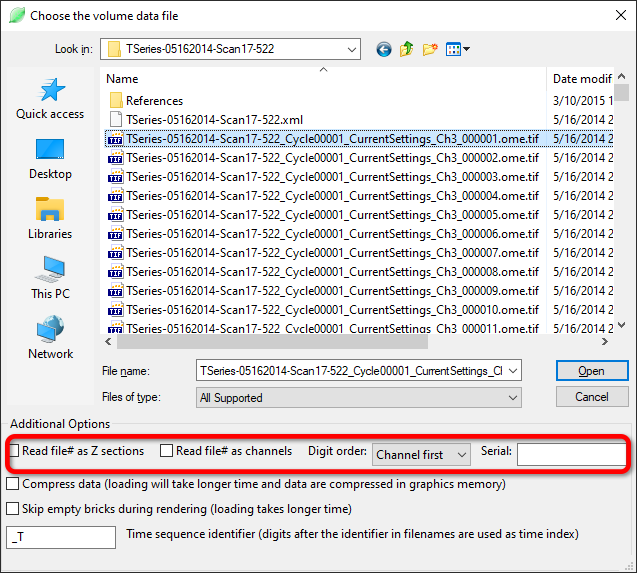 Choose the volume data file
Look in: TSeries-05162014-Scan17-522
Name Date modif
References 3/10/2015 1
TSeries-05162014-Scan17-522.xml 5/16/2014 2
TSeries-05162014-Scan17-522_Cycle00001_CurrentSettings_Ch3_000001.ome.tif 5/16/2014 2
TSeries-05162014-Scan17-522_Cycle00001_CurrentSettings_Ch3_000002.ome.tif 5/16/2014 2
TSeries-05162014-Scan17-522_Cycle00001_CurrentSettings_Ch3_000003.ome.tif 5/16/2014 2
TSeries-05162014-Scan17-522_Cycle00001_CurrentSettings_Ch3_000004.ome.tif 5/16/2014 2
TSeries-05162014-Scan17-522_Cycle00001_CurrentSettings_Ch3_000005.ome.tif 5/16/2014 2
TSeries-05162014-Scan17-522_Cycle00001_CurrentSettings_Ch3_000006.ome.tif 5/16/2014 2
TSeries-05162014-Scan17-522_Cycle00001_CurrentSettings_Ch3_000007.ome.tif 5/16/2014 2
TSeries-05162014-Scan17-522_Cycle00001_CurrentSettings_Ch3_000008.ome.tif 5/16/2014 2
TSeries-05162014-Scan17-522_Cycle00001_CurrentSettings_Ch3_000009.ome.tif 5/16/2014 2
TSeries-05162014-Scan17-522_Cycle00001_CurrentSettings_Ch3_000010.ome.tif 5/16/2014 2
TSeries-05162014-Scan17-522_Cycle00001_CurrentSettings_Ch3_000011.ome.tif 5/16/2014 2
Quick access
Desktop
Libraries
This PC
Network
File name: TSeries-05162014-Scan17-522_Cycle00001_CurrentSettings_Cl Open
Files of type: All Supported Cancel
Additional Options
Read file# as Z sections Read file# as channels Digit order: Channel first Serial:
Compress data (loading will take longer time and data are compressed in graphics memory)
Skip empty bricks during rendering (loading takes longer time)
_T Time sequence identifier (digits after the identifier in filenames are used as time index)